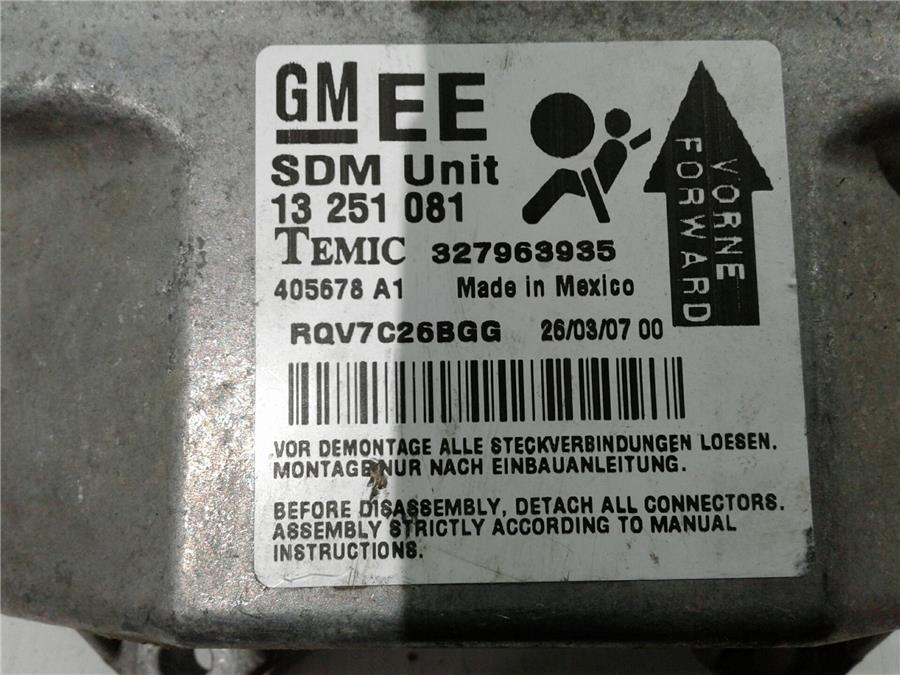 GM EE
SDM Unit
13 251 081
TEMIC 327963935
405678 A1 Made in Mexico
RQV7C26BGG 26/03/07 00
VORNE
FORWARD
VOR DEMONTAGE ALLE STECKVERBINDUNGEN LOESEN.
MONTAGE NUR NACH EINBAUANLEITUNG.
BEFORE DISASSEMBLY, DETACH ALL CONNECTORS.
ASSEMBLY STRICTLY ACCORDING TO MANUAL
INSTRUCTIONS.